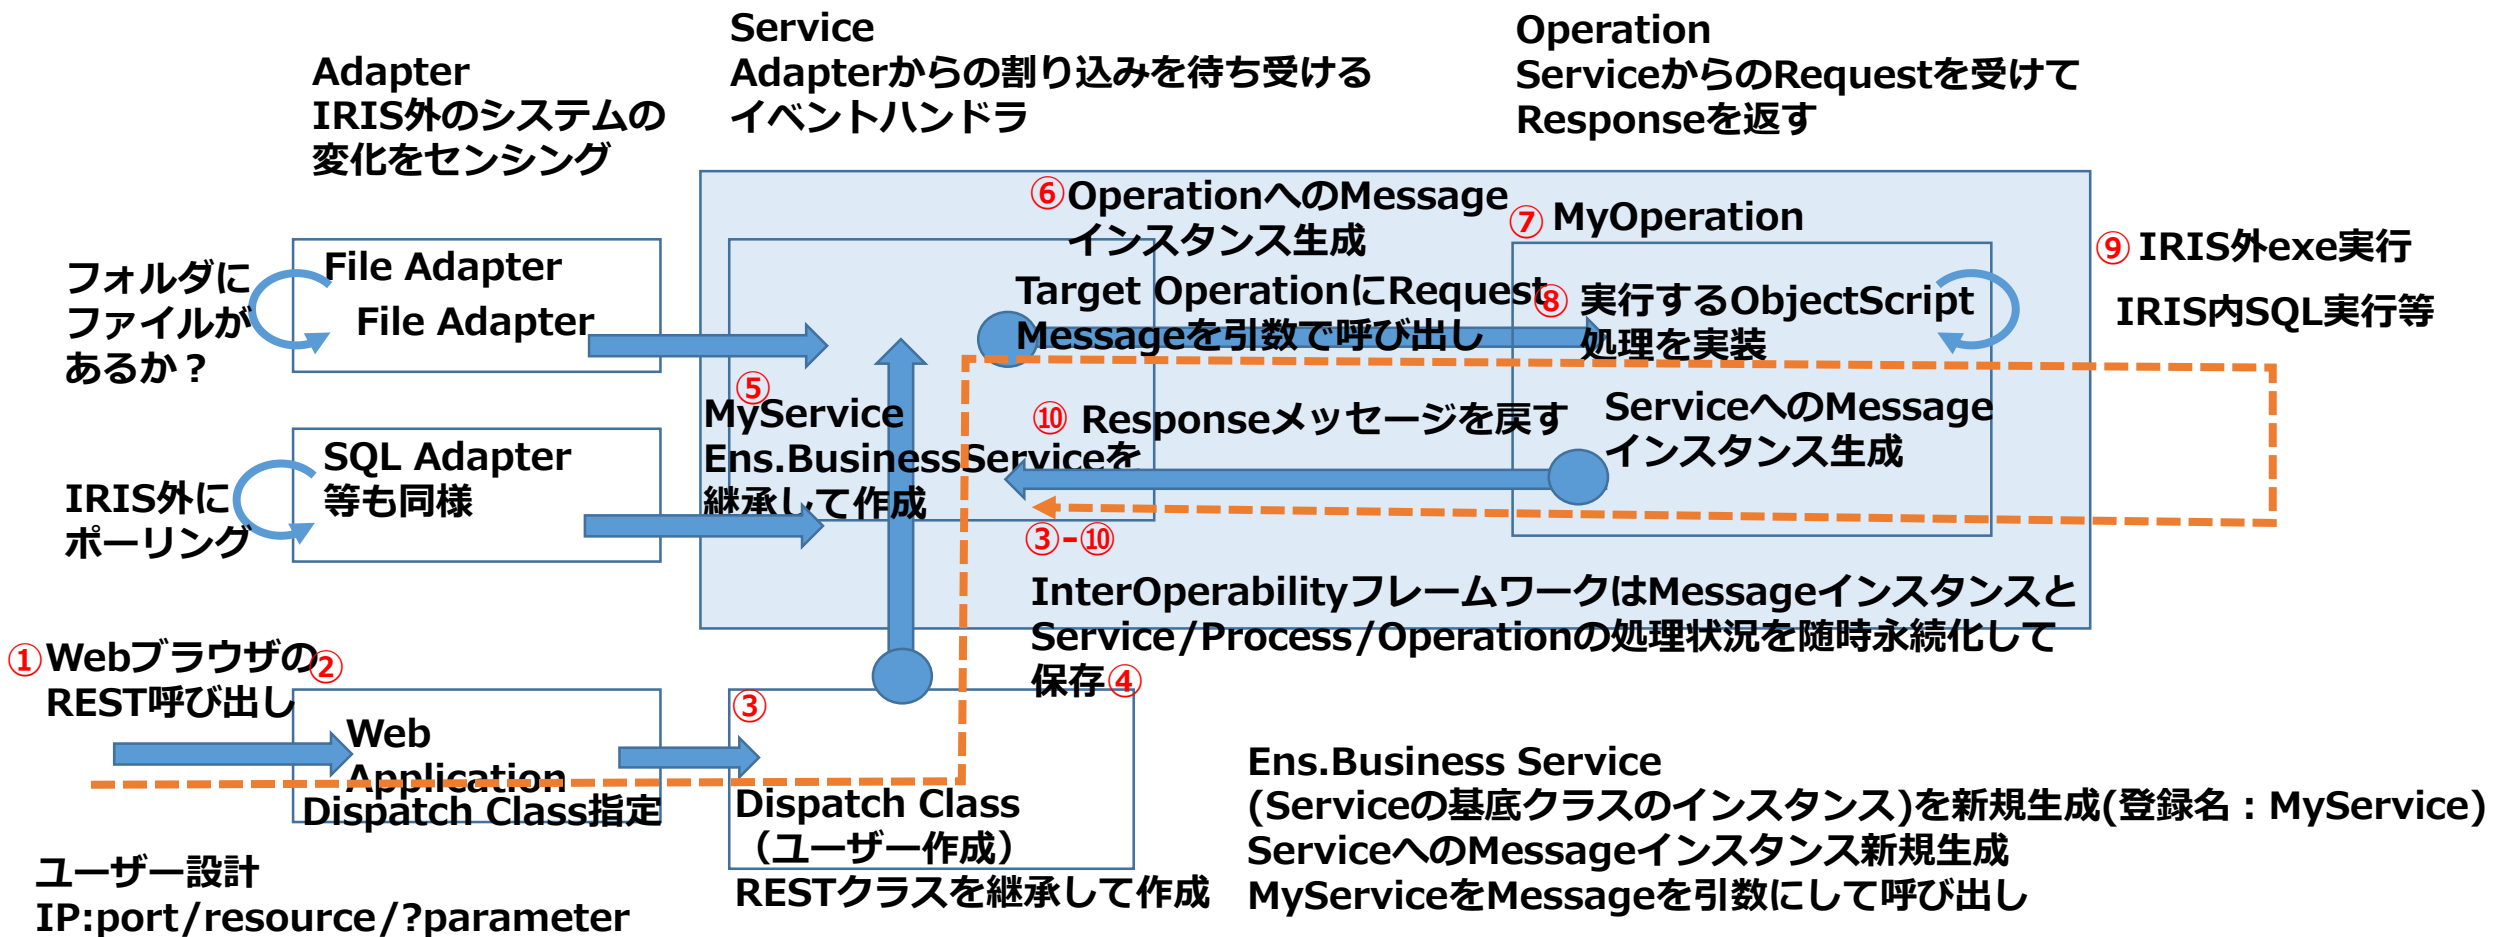 Service
Adapterからの割り込みを待ち受ける
イベントハンドラ
Operation
ServiceからのRequestを受けて
Responseを返す
Adapter
IRIS外のシステムの
変化をセンシング
⑥OperationへのMessage
インスタンス生成
⑦ MyOperation
⑨ IRIS外exe実行
IRIS内SQL実行等
フォルダに
ファイルが
あるか？
File Adapter
File Adapter
Target OperationにRequest
Messageを引数で呼び出し
⑧ 実行するObjectScript
処理を実装
⑤
MyService
Ens.BusinessServiceを
継承して作成
⑩ Responseメッセージを戻す
ServiceへのMessage
インスタンス生成
SQL Adapter
等も同様
IRIS外に
ポーリング
③-⑩
InterOperabilityフレームワークはMessageインスタンスと
Service/Process/Operationの処理状況を随時永続化して
保存④
①Webブラウザの
REST呼び出し
②
Web
Application
Dispatch Class指定
③
Dispatch Class
（ユーザー作成）
RESTクラスを継承して作成
Ens.Business Service
(Serviceの基底クラスのインスタンス)を新規生成(登録名：MyService)
ServiceへのMessageインスタンス新規生成
MyServiceをMessageを引数にして呼び出し
ユーザー設計
IP:port/resource/?parameter